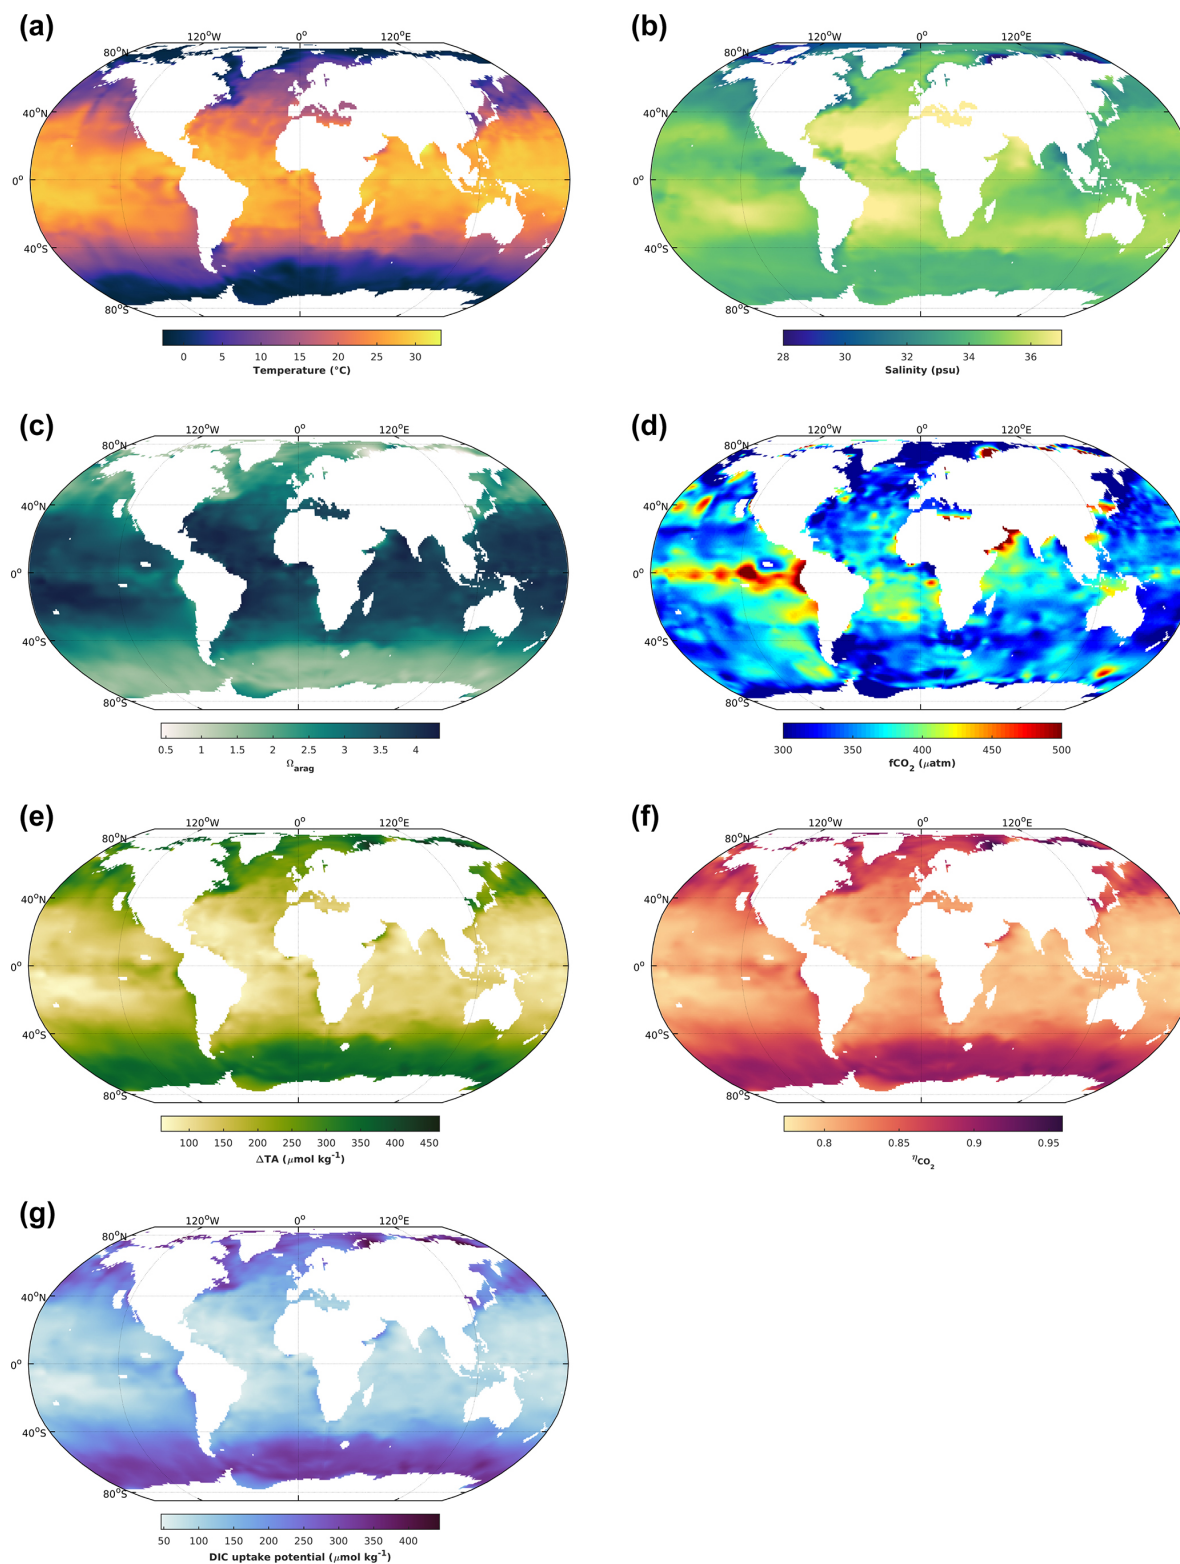 (a)
120°W 0° 120°E
80°N
40°N
0°
40°S
80°S
0 5 10 15 20 25 30
Temperature (°C)
(b)
120°W 0° 120°E
80°N
40°N
0°
40°S
80°S
28 30 32 34 36
Salinity (psu)
(c)
120°W 0° 120°E
80°N
40°N
0°
40°S
80°S
0.5 1 1.5 2 2.5 3 3.5 4
Ωarag
(d)
120°W 0° 120°E
80°N
40°N
0°
40°S
80°S
300 350 400 450 500
fCO₂ (μatm)
(e)
120°W 0° 120°E
80°N
40°N
0°
40°S
80°S
100 150 200 250 300 350 400 450
ΔTA (μmol kg⁻¹)
(f)
120°W 0° 120°E
80°N
40°N
0°
40°S
80°S
0.8 0.85 0.9 0.95
ηCO₂
(g)
120°W 0° 120°E
80°N
40°N
0°
40°S
80°S
50 100 150 200 250 300 350 400
DIC uptake potential (μmol kg⁻¹)